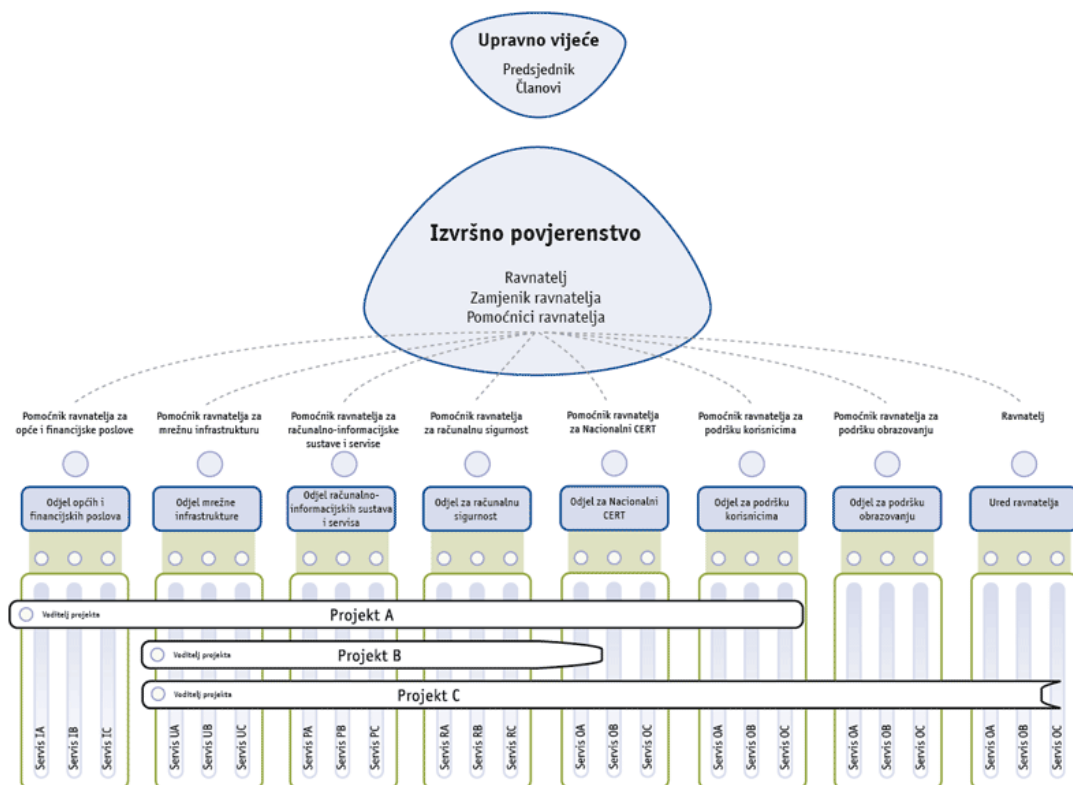 Upravno vijeće
Predsjednik
Članovi
Izvršno povjerenstvo
Ravnatelj
Zamjenik ravnatelja
Pomoćnici ravnatelja
Pomoćnik ravnatelja za
opće i financijske poslove
Pomoćnik ravnatelja za
mrežnu infrastrukturu
Pomoćnik ravnatelja za
računalno-informacijske
sustave i servise
Pomoćnik ravnatelja
za računalnu sigurnost
Pomoćnik ravnatelja
za Nacionalni CERT
Pomoćnik ravnatelja za
podršku korisnicima
Pomoćnik ravnatelja za
podršku obrazovanju
Ravnatelj
Odjel općih i
financijskih poslova
Odjel mrežne
infrastrukture
Odjel računalno-
informacijskih sustava
i servisa
Odjel za računalnu
sigurnost
Odjel za Nacionalni
CERT
Odjel za podršku
korisnicima
Odjel za podršku
obrazovanju
Ured ravnatelja
Voditelj projekta
Projekt A
Voditelj projekta
Projekt B
Voditelj projekta
Projekt C
Servis IA
Servis IB
Servis IC
Servis UA
Servis UB
Servis UC
Servis PA
Servis PB
Servis PC
Servis RA
Servis RB
Servis RC
Servis OA
Servis OB
Servis OC
Servis OA
Servis OB
Servis OC
Servis OA
Servis OB
Servis OC
Servis OA
Servis OB
Servis OC